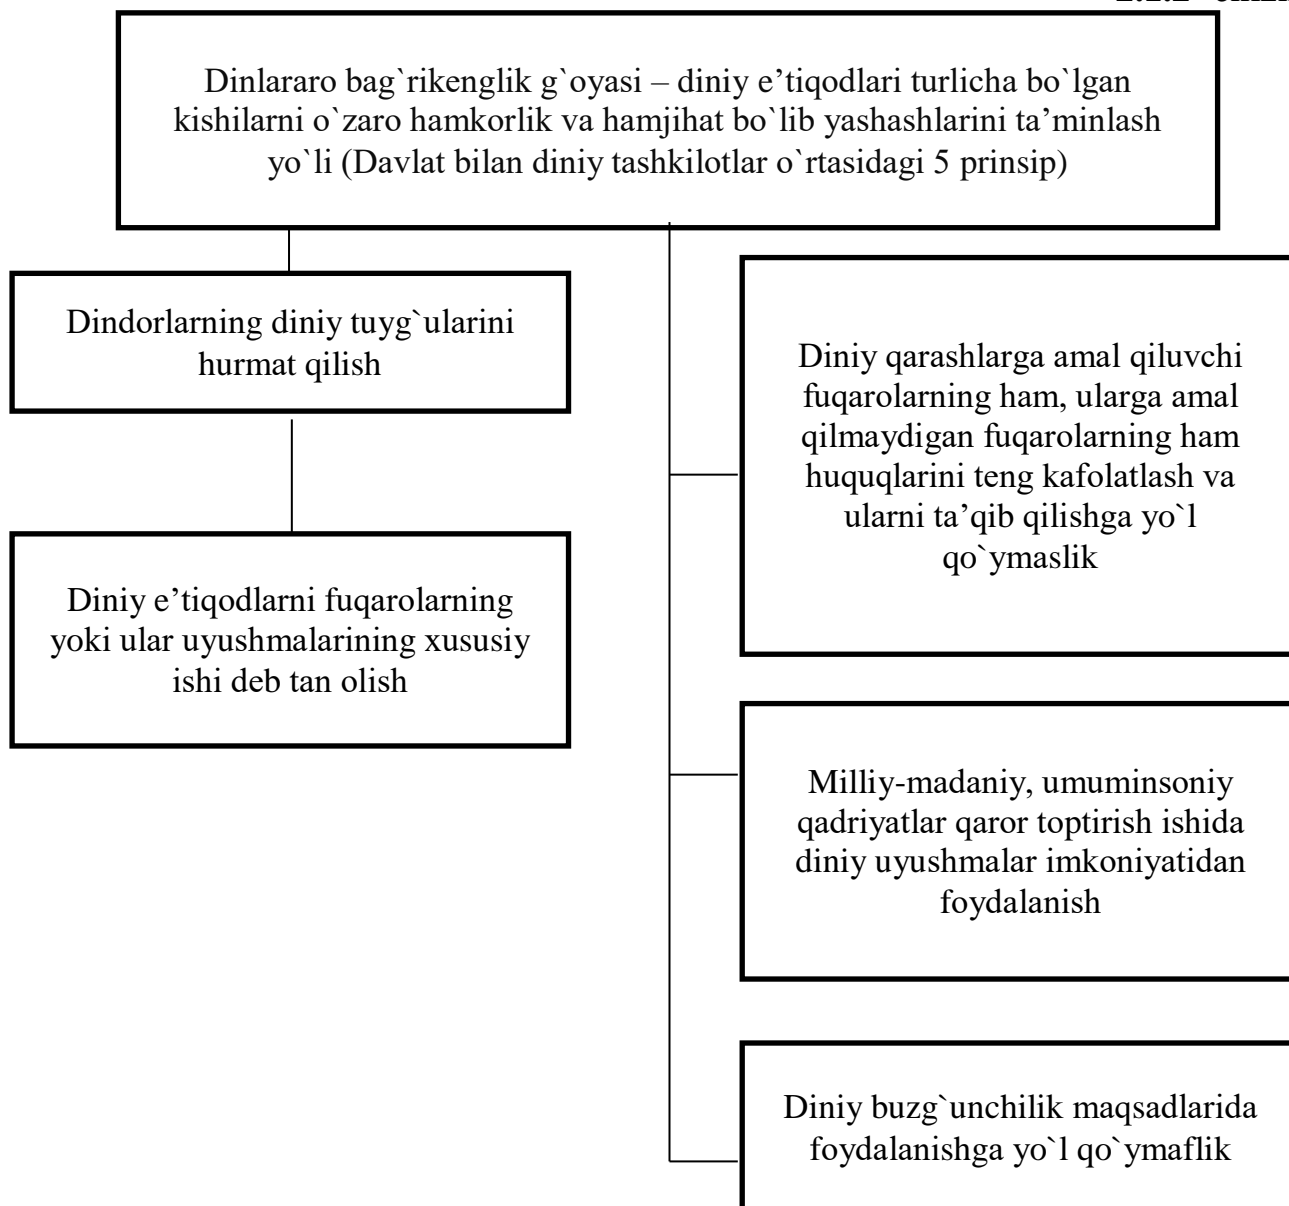 Dinlararo bag`rikenglik g`oyasi – diniy e’tiqodlari turlicha bo`lgan
kishilarni o`zaro hamkorlik va hamjihat bo`lib yashashlarini ta’minlash
yo`li (Davlat bilan diniy tashkilotlar o`rtasidagi 5 prinsip)
Dindorlarning diniy tuyg`ularini
hurmat qilish
Diniy e’tiqodlarni fuqarolarning
yoki ular uyushmalarining xususiy
ishi deb tan olish
Diniy qarashlarga amal qiluvchi
fuqarolarning ham, ularga amal
qilmaydigan fuqarolarning ham
huquqlarini teng kafolatlash va
ularni ta’qib qilishga yo`l
qo`ymaslik
Milliy-madaniy, umuminsoniy
qadriyatlar qaror toptirish ishida
diniy uyushmalar imkoniyatidan
foydalanish
Diniy buzg`unchilik maqsadlarida
foydalanishga yo`l qo`ymaflik